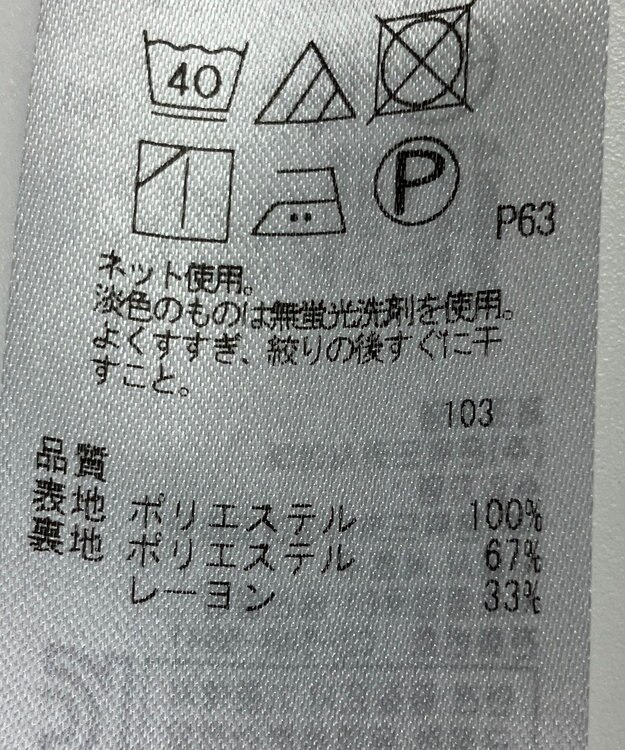 40
P
P63
ネット使用。
淡色のものは無蛍光洗剤を使用。
よくすすぎ、絞りの後すぐに干
すこと。
103
品質
表地 ポリエステル 100%
裏地 ポリエステル 67%
レーヨン 33%